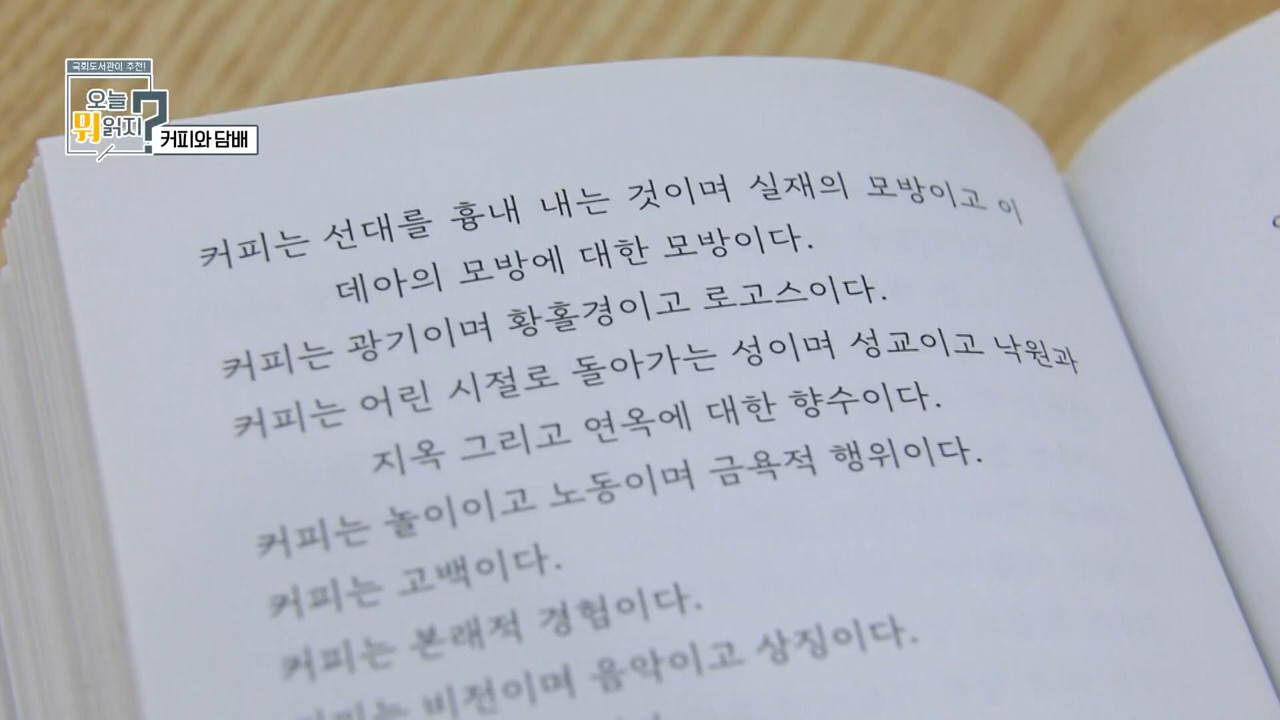 국회도서관이 추천!
오늘
뭐읽지?
커피와 담배
커피는 선대를 흉내 내는 것이며 실재의 모방이고 이
데아의 모방에 대한 모방이다.
커피는 광기이며 황홀경이고 로고스이다.
커피는 어린 시절로 돌아가는 성이며 성교이고 낙원과
지옥 그리고 연옥에 대한 향수이다.
커피는 놀이이고 노동이며 금욕적 행위이다.
커피는 고백이다.
커피는 본래적 경험이다.
커피는 비전이며 음악이고 상징이다.